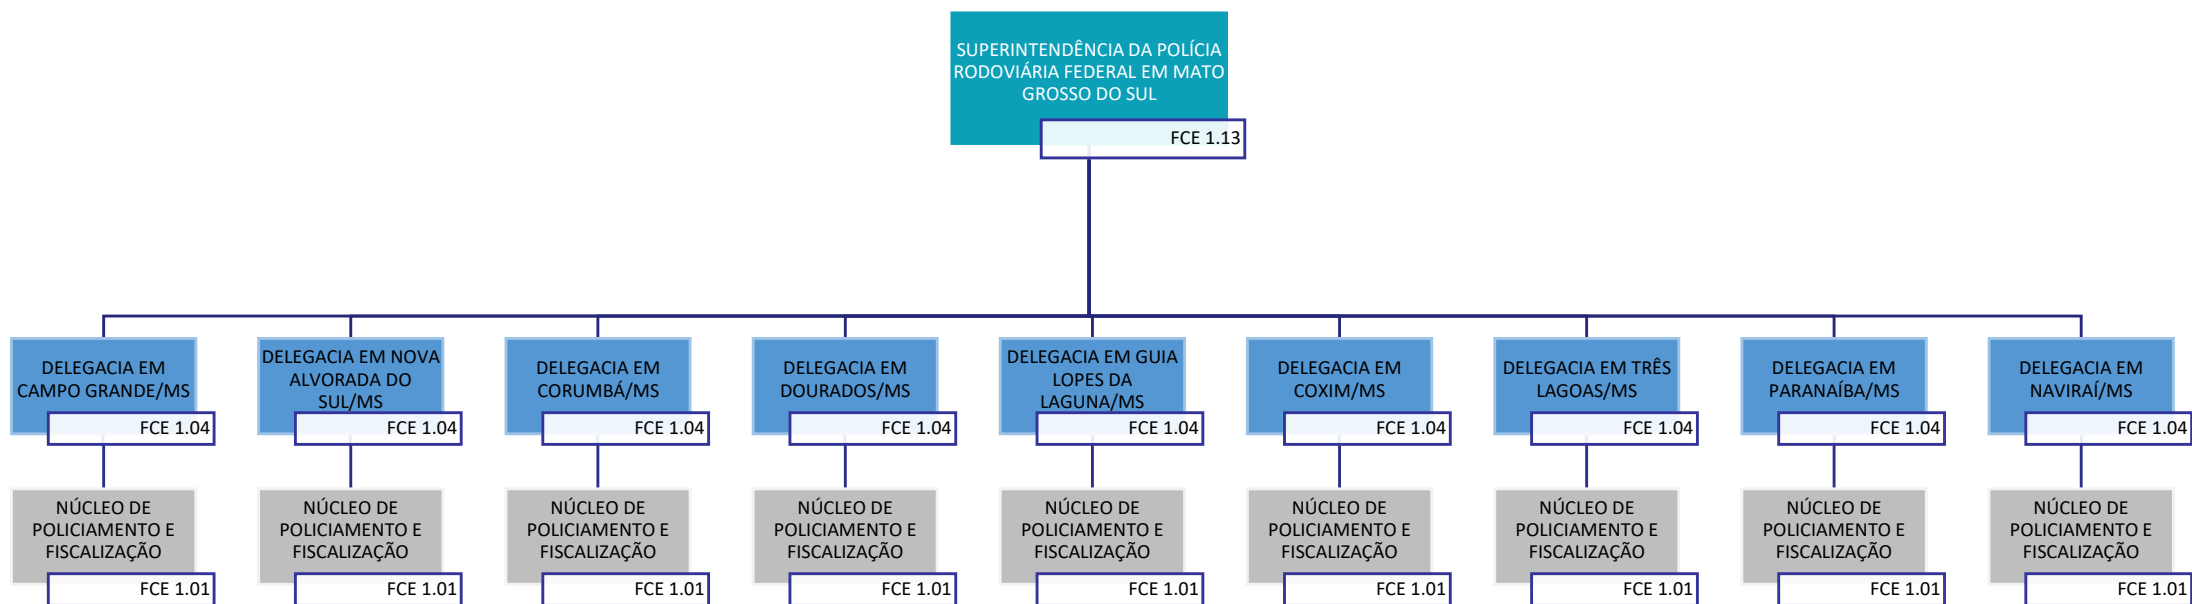 SUPERINTENDÊNCIA DA POLÍCIA
RODOVIÁRIA FEDERAL EM MATO
GROSSO DO SUL
FCE 1.13
DELEGACIA EM
CAMPO GRANDE/MS
FCE 1.04
DELEGACIA EM NOVA
ALVORADA DO
SUL/MS
FCE 1.04
DELEGACIA EM
CORUMBÁ/MS
FCE 1.04
DELEGACIA EM
DOURADOS/MS
FCE 1.04
DELEGACIA EM GUIA
LOPES DA
LAGUNA/MS
FCE 1.04
DELEGACIA EM
COXIM/MS
FCE 1.04
DELEGACIA EM TRÊS
LAGOAS/MS
FCE 1.04
DELEGACIA EM
PARANAÍBA/MS
FCE 1.04
DELEGACIA EM
NAVIRAÍ/MS
FCE 1.04
NÚCLEO DE
POLICIAMENTO E
FISCALIZAÇÃO
FCE 1.01
NÚCLEO DE
POLICIAMENTO E
FISCALIZAÇÃO
FCE 1.01
NÚCLEO DE
POLICIAMENTO E
FISCALIZAÇÃO
FCE 1.01
NÚCLEO DE
POLICIAMENTO E
FISCALIZAÇÃO
FCE 1.01
NÚCLEO DE
POLICIAMENTO E
FISCALIZAÇÃO
FCE 1.01
NÚCLEO DE
POLICIAMENTO E
FISCALIZAÇÃO
FCE 1.01
NÚCLEO DE
POLICIAMENTO E
FISCALIZAÇÃO
FCE 1.01
NÚCLEO DE
POLICIAMENTO E
FISCALIZAÇÃO
FCE 1.01
NÚCLEO DE
POLICIAMENTO E
FISCALIZAÇÃO
FCE 1.01